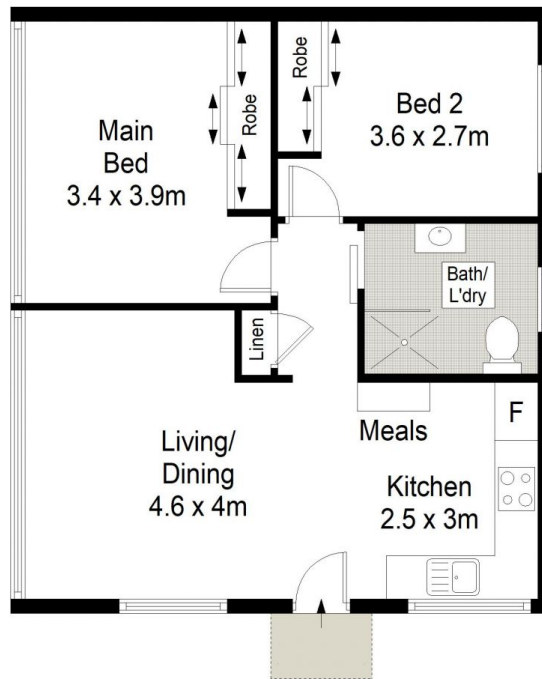 Main
Bed
3.4 x 3.9m
Robe
Robe
Bed 2
3.6 x 2.7m
Bath/
L'dry
Linen
Living/
Dining
4.6 x 4m
Meals
Kitchen
2.5 x 3m
F